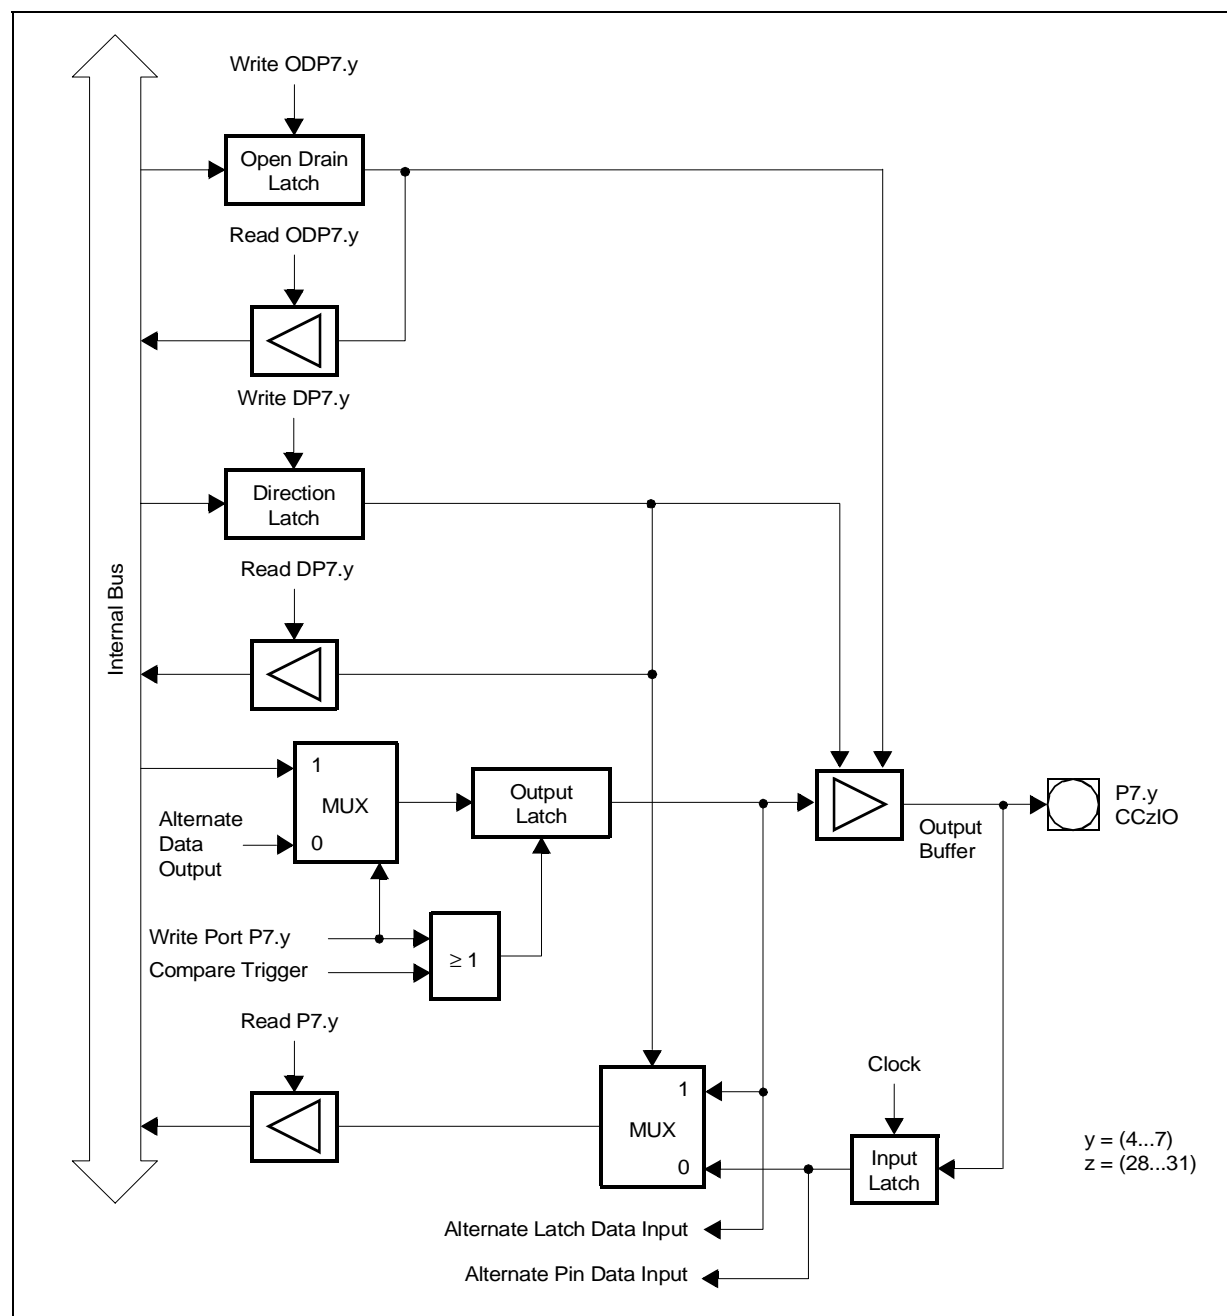 Write ODP7.y
Open Drain
Latch
Read ODP7.y
Write DP7.y
Direction
Latch
Internal Bus
Read DP7.y
1
MUX
0
Alternate
Data
Output
Output
Latch
Output
Buffer
P7.y
CCzIO
Write Port P7.y
Compare Trigger
≥ 1
Read P7.y
1
MUX
0
Clock
Input
Latch
y = (4...7)
z = (28...31)
Alternate Latch Data Input
Alternate Pin Data Input